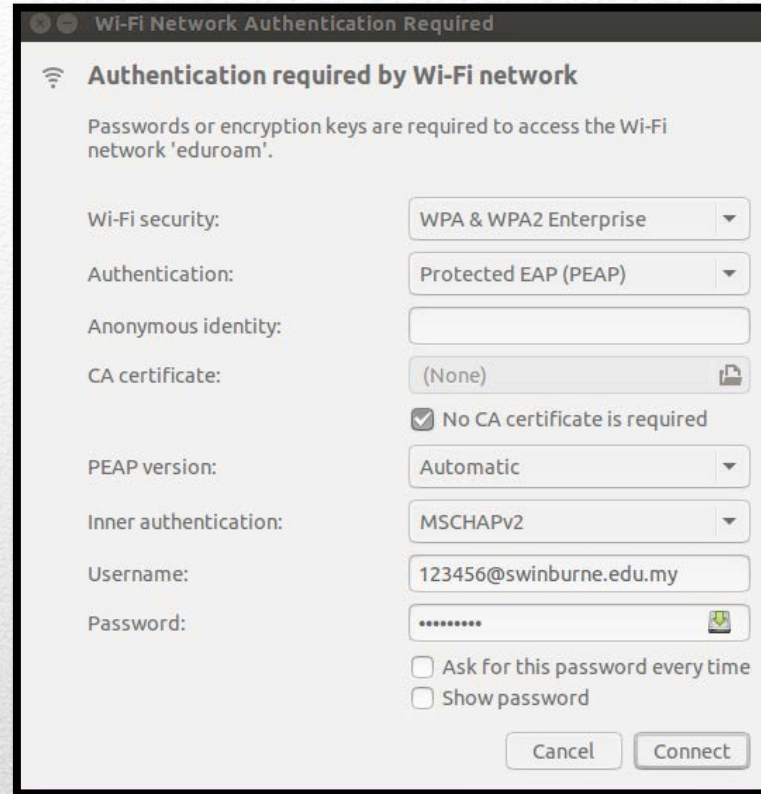 Wi-Fi Network Authentication Required
Authentication required by Wi-Fi network
Passwords or encryption keys are required to access the Wi-Fi
network 'eduroam'.
Wi-Fi security: WPA & WPA2 Enterprise
Authentication: Protected EAP (PEAP)
Anonymous identity:
CA certificate: (None)
No CA certificate is required
PEAP version: Automatic
Inner authentication: MSCHAPv2
Username: 123456@swinburne.edu.my
Password: •••••••••
Ask for this password every time
Show password
Cancel Connect